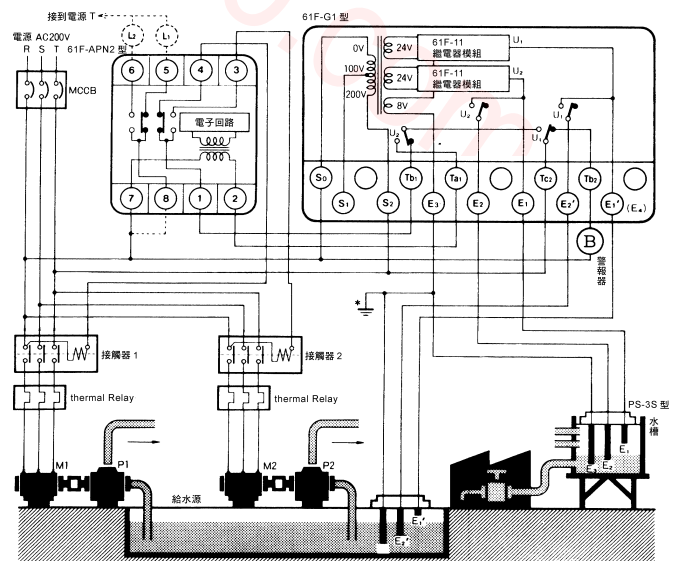 接到電源 T
電源 AC200V
R S T
61F-APN2 型
L₂
L₁
61F-G1 型
MCCB
6
5
4
3
電子回路
7
8
1
2
0V
100V
200V
24V
24V
8V
61F-11
繼電器模組
61F-11
繼電器模組
U₁
U₂
U₂
U₂
U₁
U₁
S₀
S₁
S₂
Tb₁
E₃
Ta₁
E₂
E₁
Tc₂
E₂′
Tb₂
E₁′
(E₄)
B
警報器
*
接觸器 1
接觸器 2
thermal Relay
thermal Relay
PS-3S 型
水槽
M1
P1
M2
P2
給水源
E₁′
E₂′
E₁
E₂
E₃